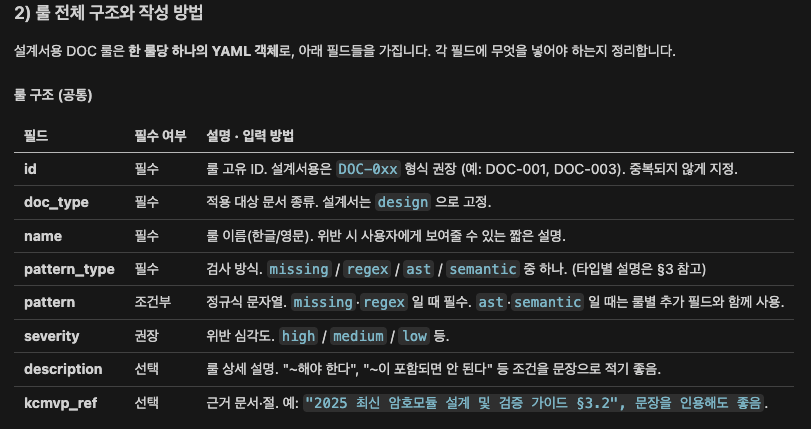 2) 룰 전체 구조와 작성 방법
설계서용 DOC 룰은 한 룰당 하나의 YAML 객체로, 아래 필드들을 가집니다. 각 필드에 무엇을 넣어야 하는지 정리합니다.
룰 구조 (공통)
필드 필수 여부 설명 · 입력 방법
id 필수 룰 고유 ID. 설계서용은 DOC-0xx 형식 권장 (예: DOC-001, DOC-003). 중복되지 않게 지정.
doc_type 필수 적용 대상 문서 종류. 설계서는 design 으로 고정.
name 필수 룰 이름(한글/영문). 위반 시 사용자에게 보여줄 수 있는 짧은 설명.
pattern_type 필수 검사 방식. missing / regex / ast / semantic 중 하나. (타입별 설명은 §3 참고)
pattern 조건부 정규식 문자열. missing·regex 일 때 필수. ast·semantic 일 때는 룰별 추가 필드와 함께 사용.
severity 권장 위반 심각도. high / medium / low 등.
description 선택 룰 상세 설명. "~해야 한다", "~이 포함되면 안 된다" 등 조건을 문장으로 적기 좋음.
kcmvp_ref 선택 근거 문서·절. 예: "2025 최신 암호모듈 설계 및 검증 가이드 §3.2", 문장을 인용해도 좋음.